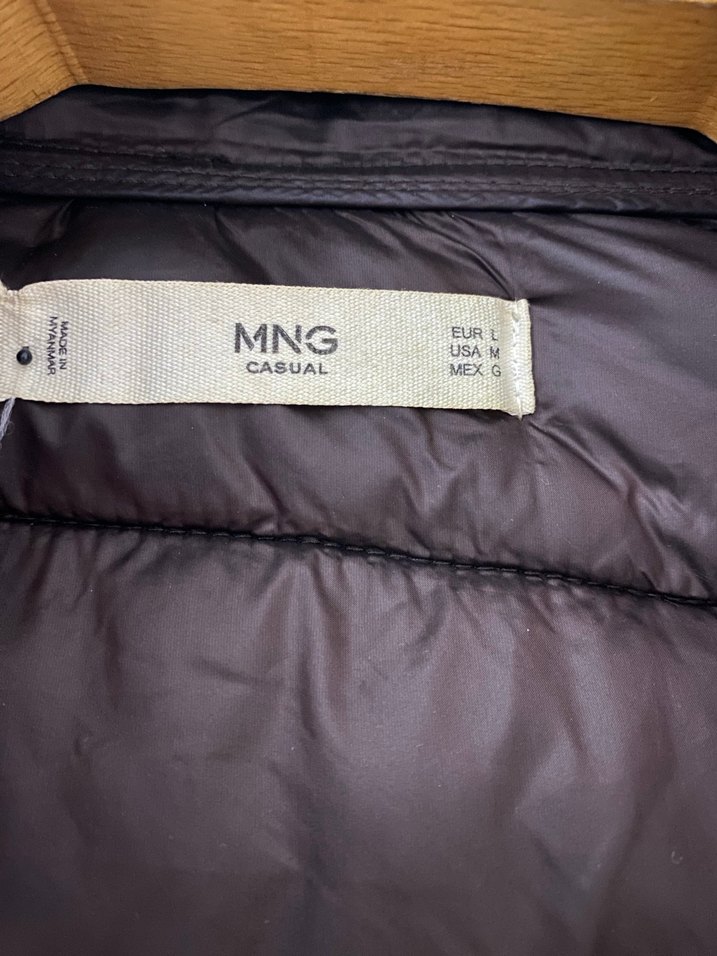 MADE IN
MYANMAR
MNG
CASUAL
EUR L
USA M
MEX G